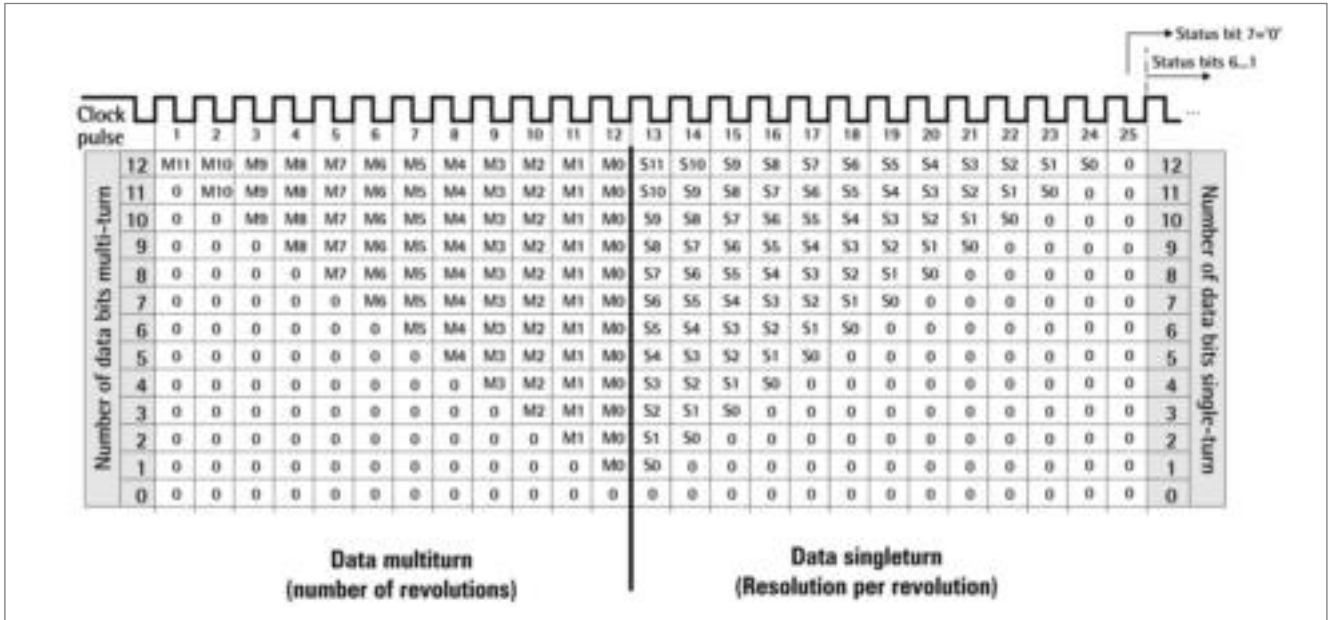 Status bit 7='0'
Status bits 6...1
Clock pulse
...
1 2 3 4 5 6 7 8 9 10 11 12 13 14 15 16 17 18 19 20 21 22 23 24 25
Number of data bits multi-turn
12 M11 M10 M9 M8 M7 M6 M5 M4 M3 M2 M1 M0 S11 S10 S9 S8 S7 S6 S5 S4 S3 S2 S1 S0 0 12
11 0 M10 M9 M8 M7 M6 M5 M4 M3 M2 M1 M0 S10 S9 S8 S7 S6 S5 S4 S3 S2 S1 S0 0 0 11
10 0 0 M9 M8 M7 M6 M5 M4 M3 M2 M1 M0 S9 S8 S7 S6 S5 S4 S3 S2 S1 S0 0 0 0 10
9 0 0 0 M8 M7 M6 M5 M4 M3 M2 M1 M0 S8 S7 S6 S5 S4 S3 S2 S1 S0 0 0 0 0 9
8 0 0 0 0 M7 M6 M5 M4 M3 M2 M1 M0 S7 S6 S5 S4 S3 S2 S1 S0 0 0 0 0 0 8
7 0 0 0 0 0 M6 M5 M4 M3 M2 M1 M0 S6 S5 S4 S3 S2 S1 S0 0 0 0 0 0 0 7
6 0 0 0 0 0 0 M5 M4 M3 M2 M1 M0 S5 S4 S3 S2 S1 S0 0 0 0 0 0 0 0 6
5 0 0 0 0 0 0 0 M4 M3 M2 M1 M0 S4 S3 S2 S1 S0 0 0 0 0 0 0 0 0 5
4 0 0 0 0 0 0 0 0 M3 M2 M1 M0 S3 S2 S1 S0 0 0 0 0 0 0 0 0 0 4
3 0 0 0 0 0 0 0 0 0 M2 M1 M0 S2 S1 S0 0 0 0 0 0 0 0 0 0 0 3
2 0 0 0 0 0 0 0 0 0 0 M1 M0 S1 S0 0 0 0 0 0 0 0 0 0 0 0 2
1 0 0 0 0 0 0 0 0 0 0 0 M0 S0 0 0 0 0 0 0 0 0 0 0 0 0 1
0 0 0 0 0 0 0 0 0 0 0 0 0 0 0 0 0 0 0 0 0 0 0 0 0 0 0
Number of data bits single-turn
Data multiturn
(number of revolutions)
Data singleturn
(Resolution per revolution)